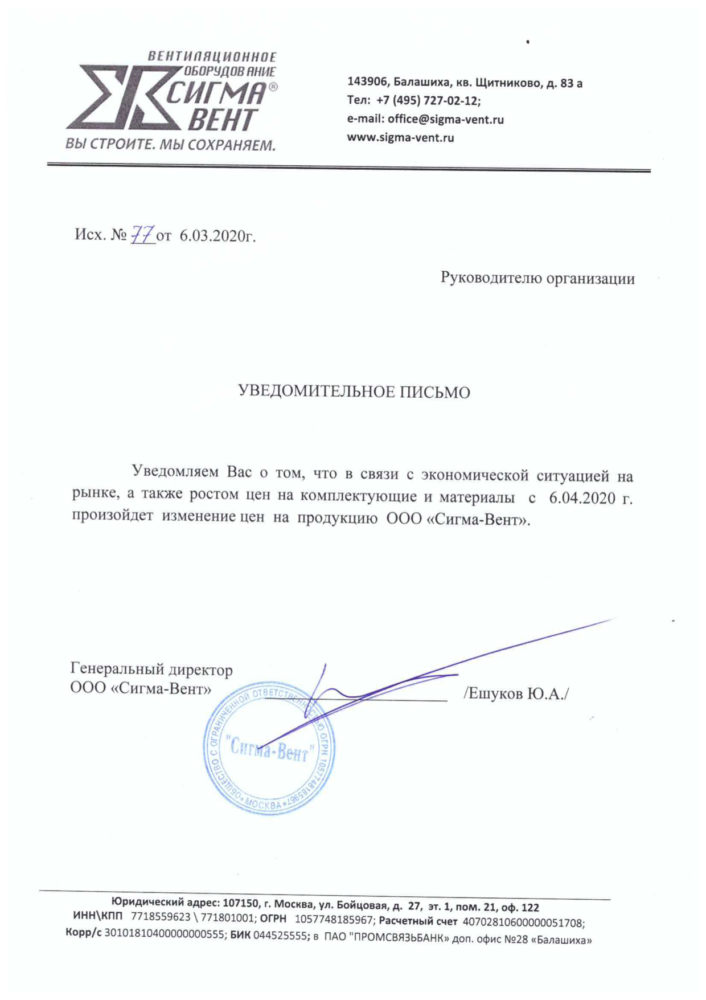 ВЕНТИЛЯЦИОННОЕ
ОБОРУДОВАНИЕ
СИГМА®
ВЕНТ
ВЫ СТРОИТЕ. МЫ СОХРАНЯЕМ.
143906, Балашиха, кв. Щитниково, д. 83 а
Тел: +7 (495) 727-02-12;
e-mail: office@sigma-vent.ru
www.sigma-vent.ru
Исх. № 77 от 6.03.2020г.
Руководителю организации
УВЕДОМИТЕЛЬНОЕ ПИСЬМО
Уведомляем Вас о том, что в связи с экономической ситуацией на
рынке, а также ростом цен на комплектующие и материалы с 6.04.2020 г.
произойдет изменение цен на продукцию ООО «Сигма-Вент».
Генеральный директор
ООО «Сигма-Вент» /Ешуков Ю.А./
ОБЩЕСТВО С ОГРАНИЧЕННОЙ ОТВЕТСТВЕННОСТЬЮ ОГРН 1057748185967
"Сигма-Вент"
* МОСКВА *
Юридический адрес: 107150, г. Москва, ул. Бойцовая, д. 27, эт. 1, пом. 21, оф. 122
ИНН\КПП 7718559623 \ 771801001; ОГРН 1057748185967; Расчетный счет 40702810600000051708;
Корр/с 30101810400000000555; БИК 044525555; в ПАО "ПРОМСВЯЗЬБАНК» доп. офис №28 «Балашиха»